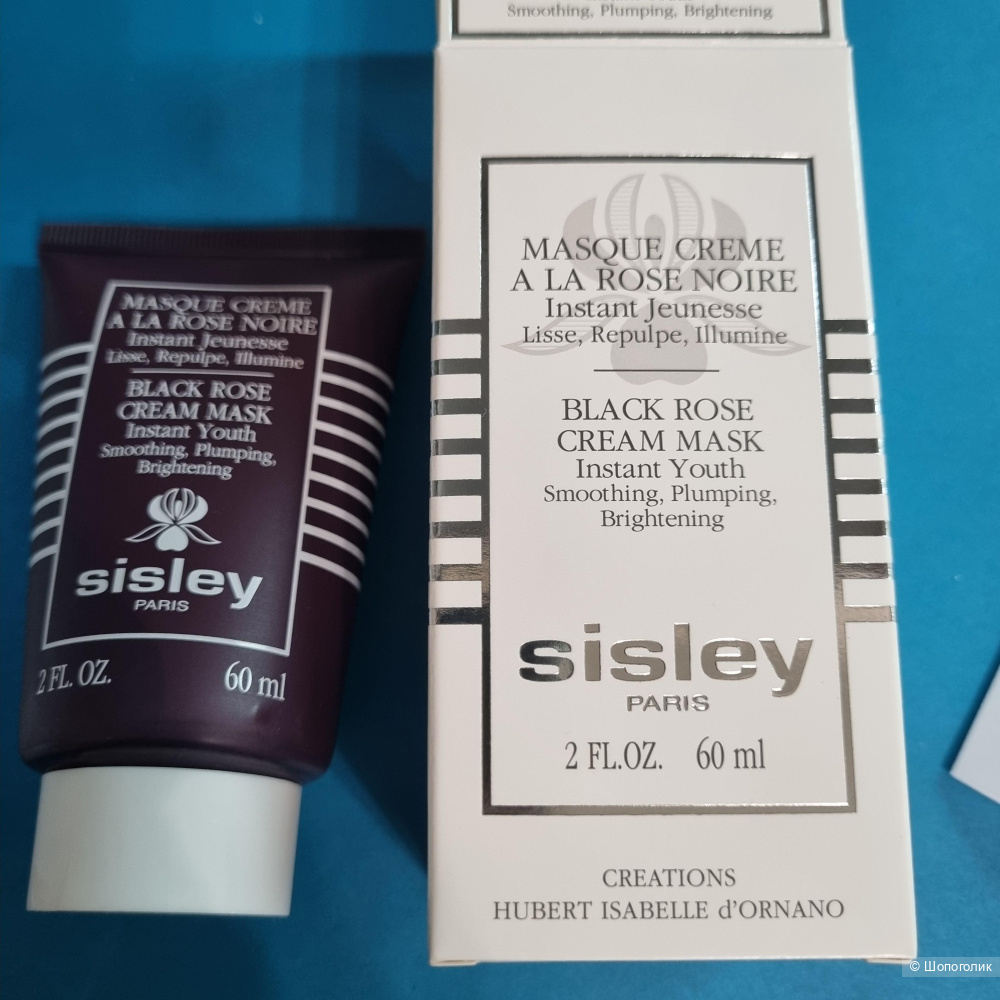 Smoothing, Plumping, Brightening
MASQUE CREME
A LA ROSE NOIRE
Instant Jeunesse
Lisse, Repulpe, Illumine
BLACK ROSE
CREAM MASK
Instant Youth
Smoothing, Plumping,
Brightening
sisley
PARIS
2 FL. OZ. 60 ml
MASQUE CREME
A LA ROSE NOIRE
Instant Jeunesse
Lisse, Repulpe, Illumine
BLACK ROSE
CREAM MASK
Instant Youth
Smoothing, Plumping,
Brightening
sisley
PARIS
2 FL.OZ. 60 ml
CREATIONS
HUBERT ISABELLE d'ORNANO
© Шопоголик